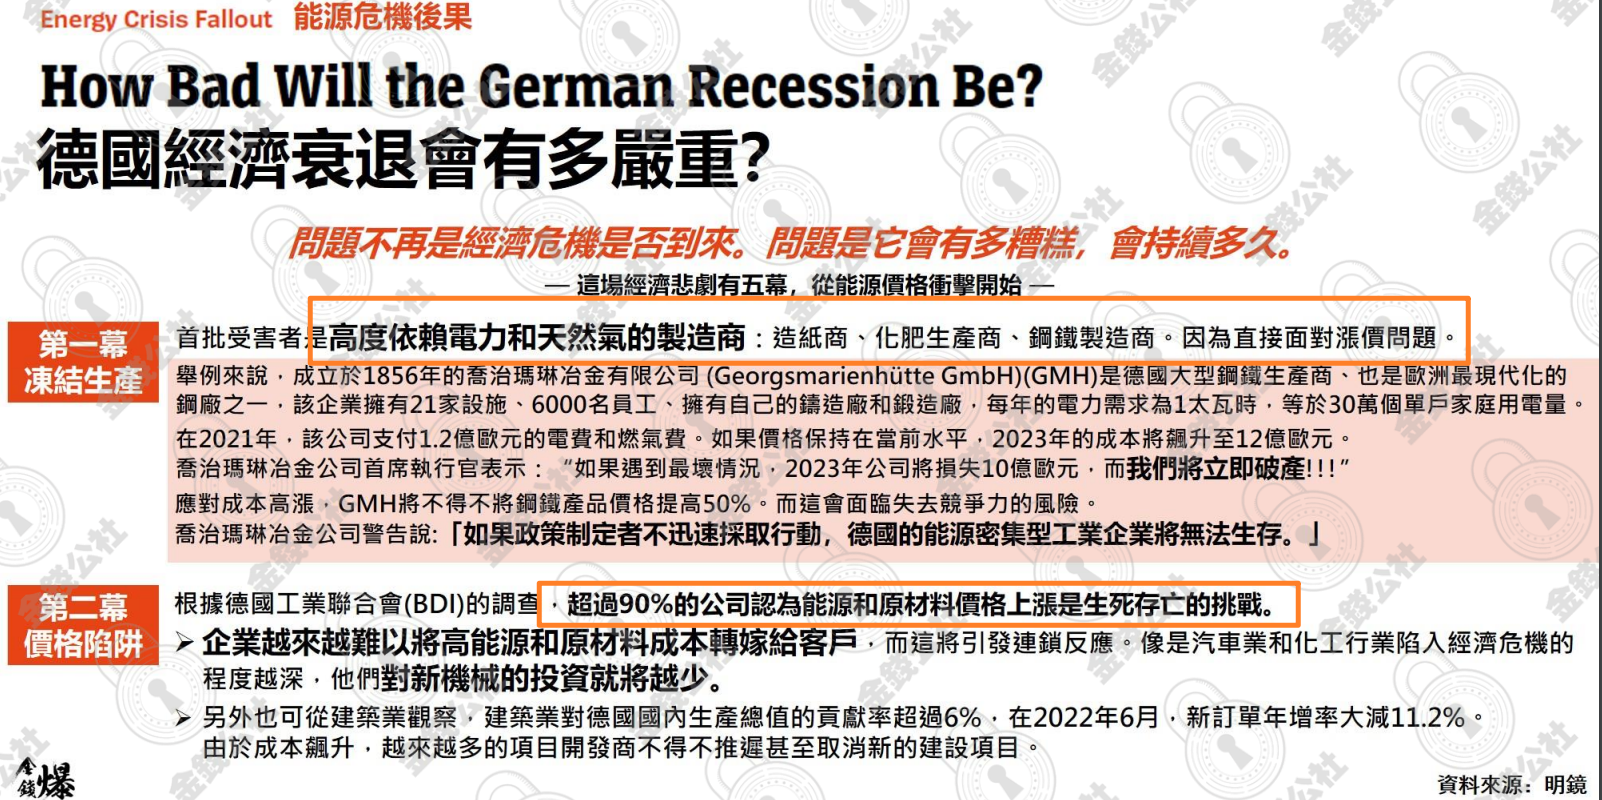 Energy Crisis Fallout 能源危機後果
How Bad Will the German Recession Be?
德國經濟衰退會有多嚴重?
問題不再是經濟危機是否到來。問題是它會有多糟糕，會持續多久。
— 這場經濟悲劇有五幕，從能源價格衝擊開始 —
第一幕
凍結生產
首批受害者是高度依賴電力和天然氣的製造商：造紙商、化肥生產商、鋼鐵製造商。因為直接面對漲價問題。
舉例來說，成立於1856年的喬治瑪琳冶金有限公司 (Georgsmarienhütte GmbH)(GMH)是德國大型鋼鐵生產商、也是歐洲最現代化的
鋼廠之一，該企業擁有21家設施、6000名員工、擁有自己的鑄造廠和鍛造廠，每年的電力需求為1太瓦時，等於30萬個單戶家庭用電量。
在2021年，該公司支付1.2億歐元的電費和燃氣費。如果價格保持在當前水平，2023年的成本將飆升至12億歐元。
喬治瑪琳冶金公司首席執行官表示：“如果遇到最壞情況，2023年公司將損失10億歐元，而我們將立即破產!!!”
應對成本高漲，GMH將不得不將鋼鐵產品價格提高50%。而這會面臨失去競爭力的風險。
喬治瑪琳冶金公司警告說:「如果政策制定者不迅速採取行動，德國的能源密集型工業企業將無法生存。」
第二幕
價格陷阱
根據德國工業聯合會(BDI)的調查，超過90%的公司認為能源和原材料價格上漲是生死存亡的挑戰。
➢ 企業越來越難以將高能源和原材料成本轉嫁給客戶，而這將引發連鎖反應。像是汽車業和化工行業陷入經濟危機的
程度越深，他們對新機械的投資就將越少。
➢ 另外也可從建築業觀察，建築業對德國國內生產總值的貢獻率超過6%，在2022年6月，新訂單年增率大減11.2%。
由於成本飆升，越來越多的項目開發商不得不推遲甚至取消新的建設項目。
金錢爆
資料來源：明鏡
金錢公社